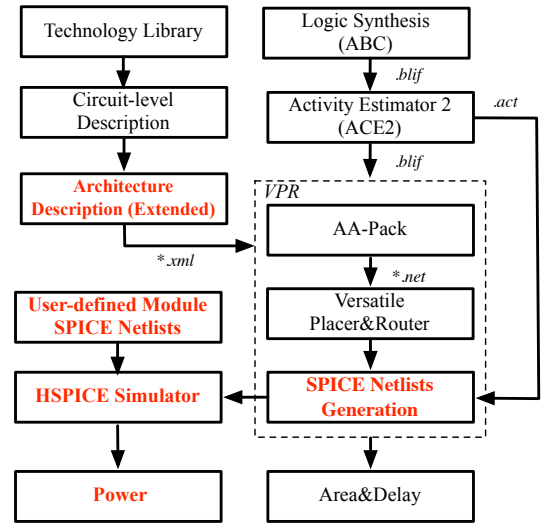 Technology Library
Circuit-level
Description
Architecture
Description (Extended)
*.xml
User-defined Module
SPICE Netlists
HSPICE Simulator
Power
Logic Synthesis
(ABC)
.blif
Activity Estimator 2
(ACE2)
.act
.blif
VPR
AA-Pack
*.net
Versatile
Placer&Router
SPICE Netlists
Generation
Area&Delay